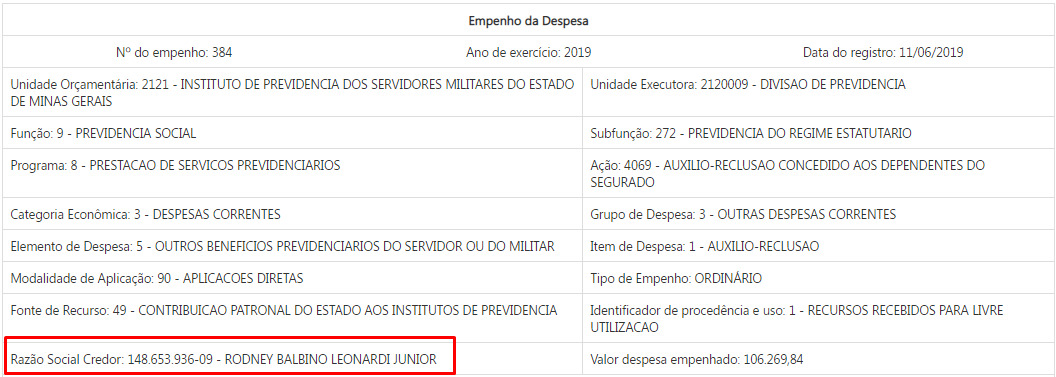 Empenho da Despesa
Nº do empenho: 384
Ano de exercício: 2019
Data do registro: 11/06/2019
Unidade Orçamentária: 2121 - INSTITUTO DE PREVIDENCIA DOS SERVIDORES MILITARES DO ESTADO
DE MINAS GERAIS
Unidade Executora: 2120009 - DIVISAO DE PREVIDENCIA
Função: 9 - PREVIDENCIA SOCIAL
Subfunção: 272 - PREVIDENCIA DO REGIME ESTATUTARIO
Programa: 8 - PRESTACAO DE SERVICOS PREVIDENCIARIOS
Ação: 4069 - AUXILIO-RECLUSAO CONCEDIDO AOS DEPENDENTES DO
SEGURADO
Categoria Econômica: 3 - DESPESAS CORRENTES
Grupo de Despesa: 3 - OUTRAS DESPESAS CORRENTES
Elemento de Despesa: 5 - OUTROS BENEFICIOS PREVIDENCIARIOS DO SERVIDOR OU DO MILITAR
Item de Despesa: 1 - AUXILIO-RECLUSAO
Modalidade de Aplicação: 90 - APLICACOES DIRETAS
Tipo de Empenho: ORDINÁRIO
Fonte de Recurso: 49 - CONTRIBUICAO PATRONAL DO ESTADO AOS INSTITUTOS DE PREVIDENCIA
Identificador de procedência e uso: 1 - RECURSOS RECEBIDOS PARA LIVRE
UTILIZACAO
Razão Social Credor: 148.653.936-09 - RODNEY BALBINO LEONARDI JUNIOR
Valor despesa empenhado: 106.269,84